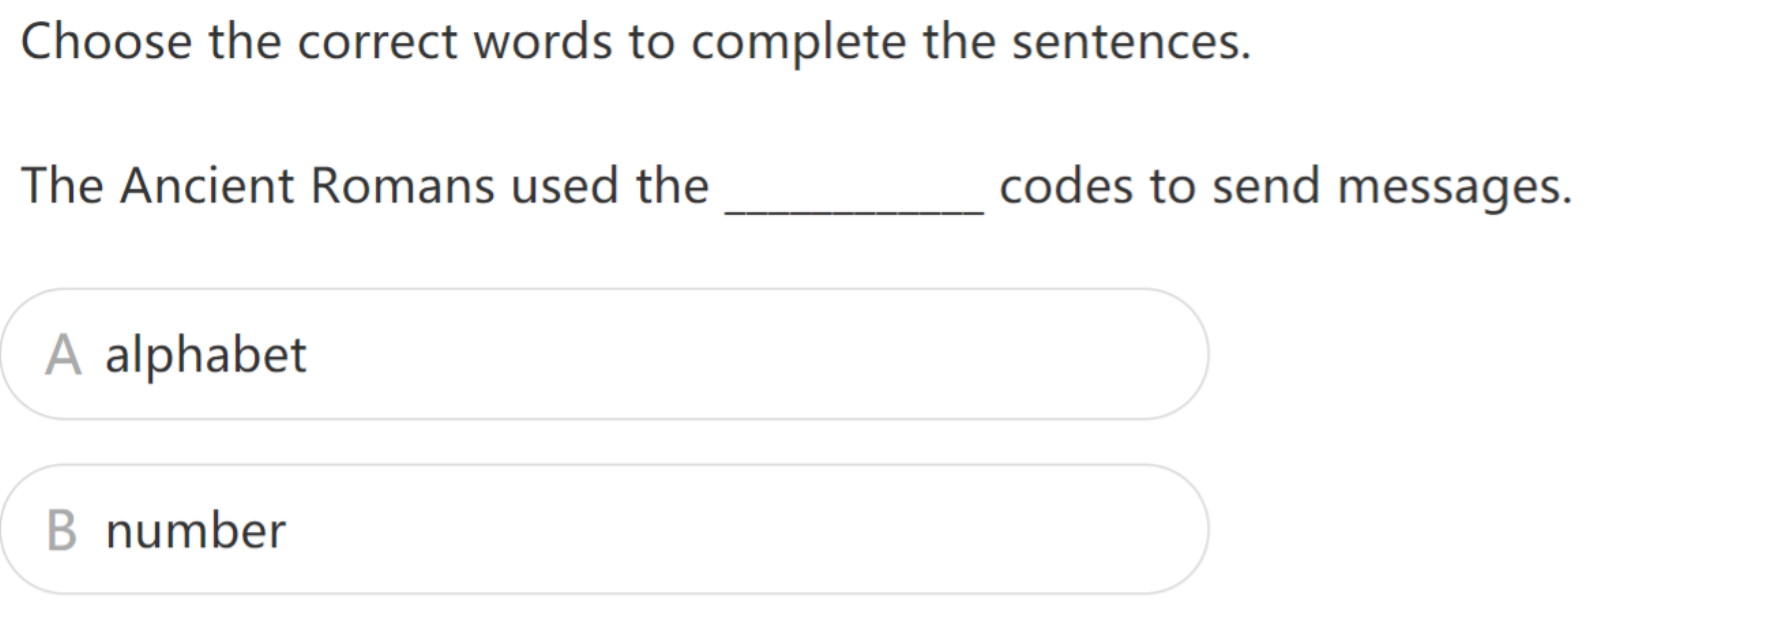 Choose the correct words to complete the sentences.
The Ancient Romans used the ____________ codes to send messages.
A alphabet
B number